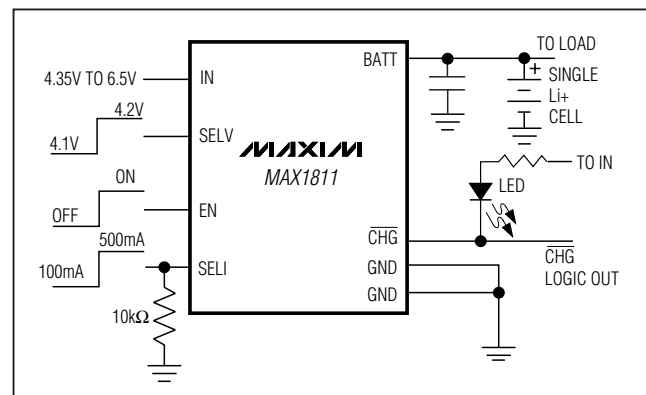 4.35V TO 6.5V
IN
4.2V
4.1V
SELV
ON
OFF
EN
500mA
100mA
SELI
10kΩ
MAXIM
MAX1811
BATT
TO LOAD
+
SINGLE
Li+
CELL
TO IN
LED
CHG
CHG
LOGIC OUT
GND
GND